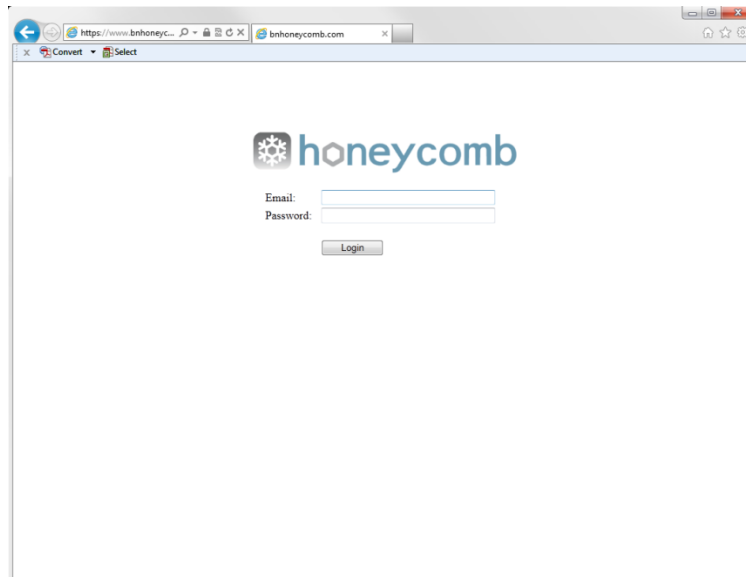 https://www.bnhoneyc...
bnhoneycomb.com
Convert
Select
honeycomb
Email:
Password:
Login